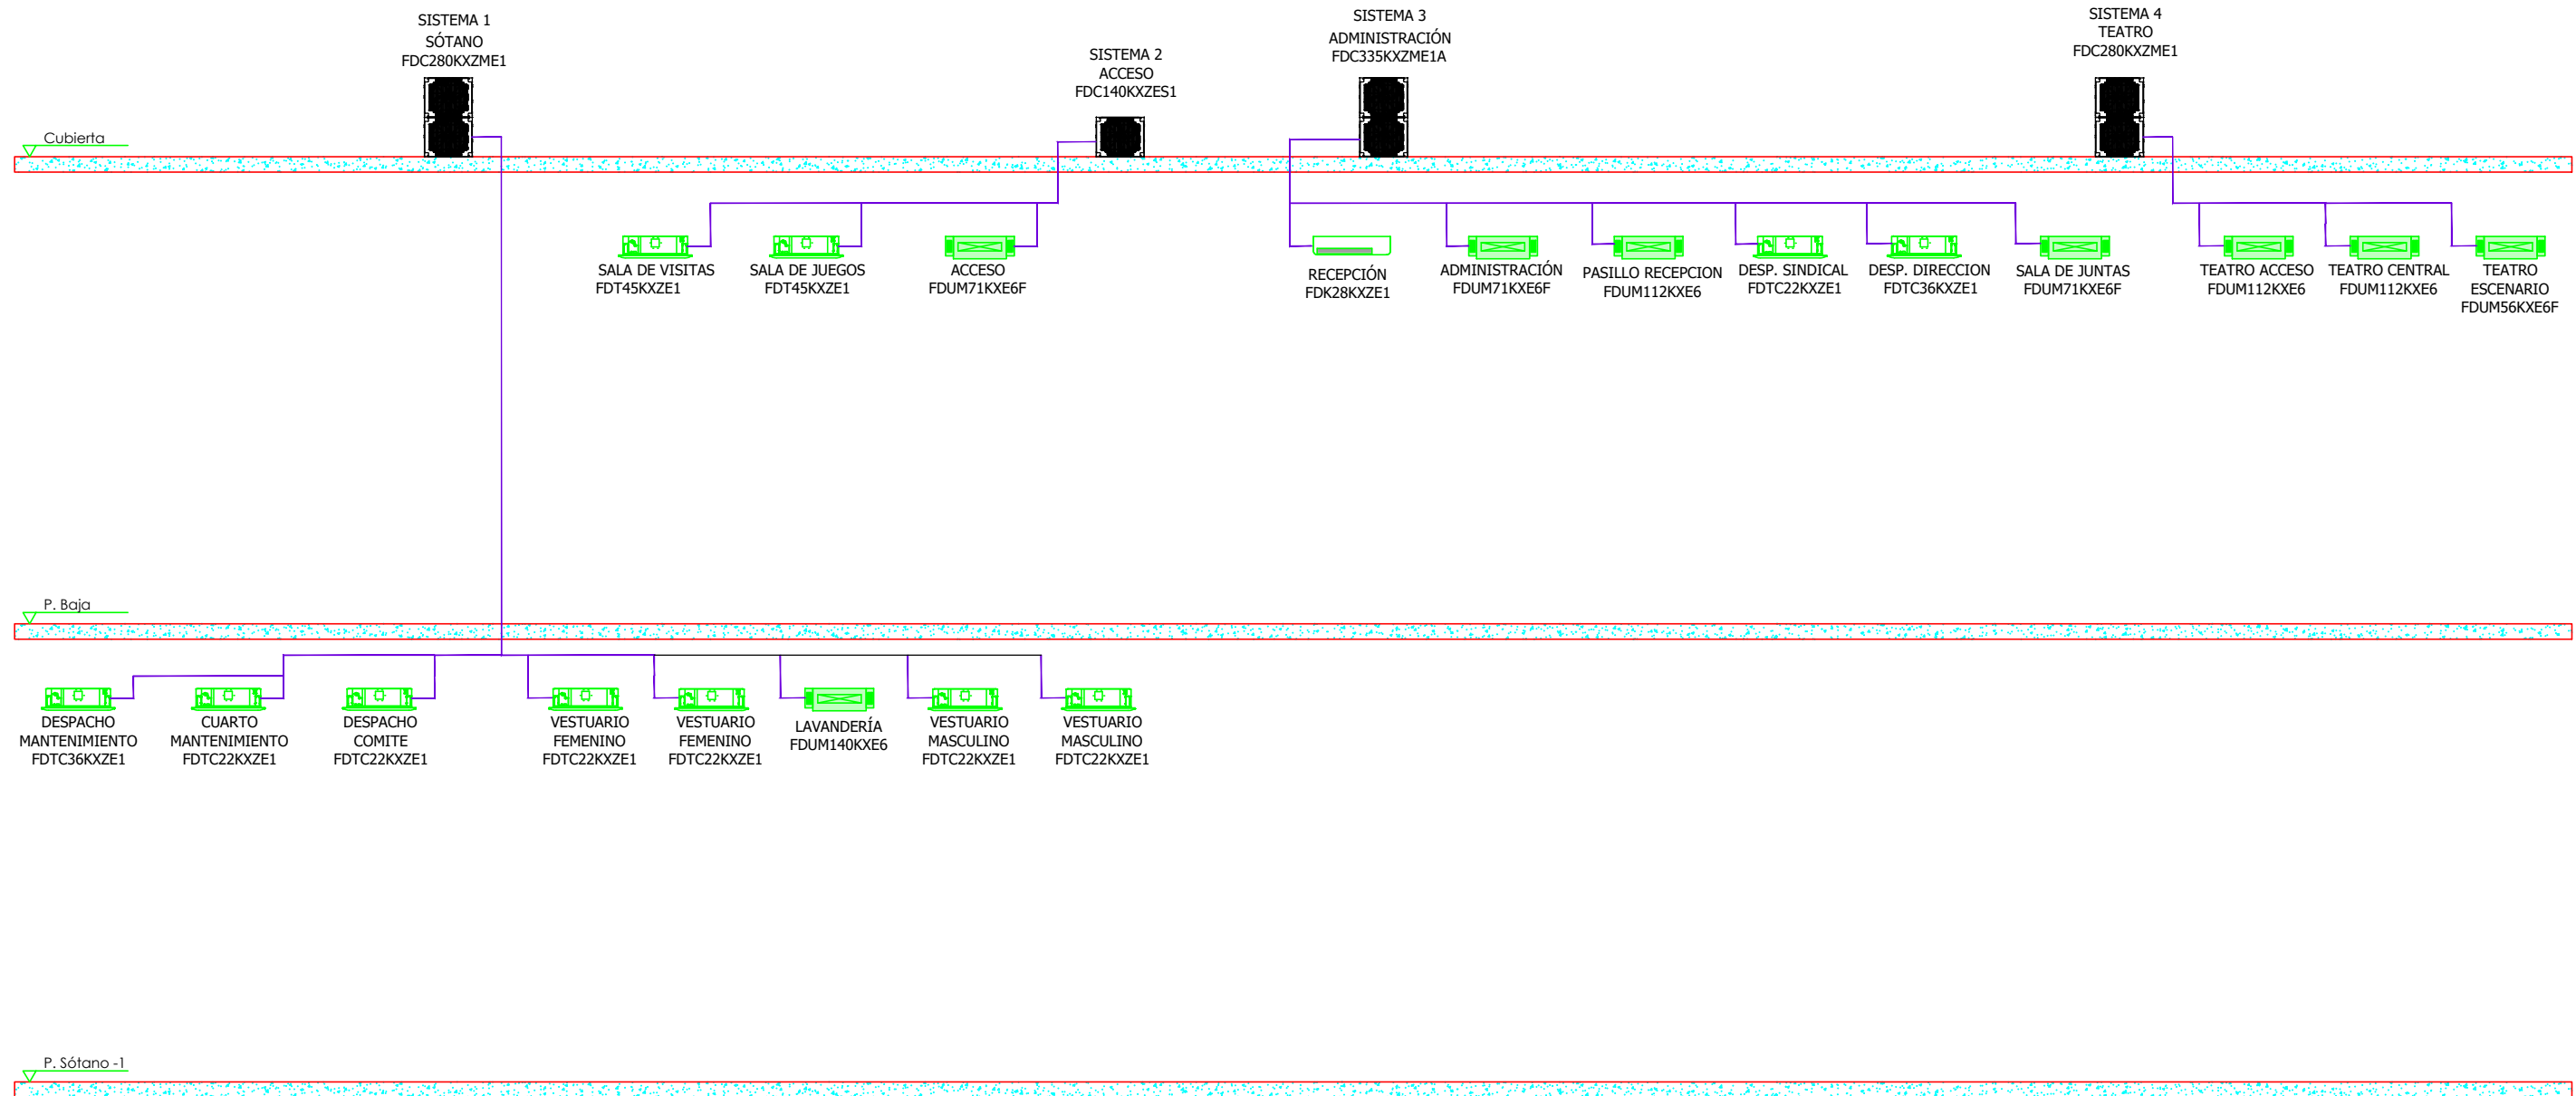 SISTEMA 1
SÓTANO
FDC280KXZME1
SISTEMA 2
ACCESO
FDC140KXZES1
SISTEMA 3
ADMINISTRACIÓN
FDC335KXZME1A
SISTEMA 4
TEATRO
FDC280KXZME1
Cubierta
SALA DE VISITAS
FDT45KXZE1
SALA DE JUEGOS
FDT45KXZE1
ACCESO
FDUM71KXE6F
RECEPCIÓN
FDK28KXZE1
ADMINISTRACIÓN
FDUM71KXE6F
PASILLO RECEPCION
FDUM112KXE6
DESP. SINDICAL
FDTC22KXZE1
DESP. DIRECCION
FDTC36KXZE1
SALA DE JUNTAS
FDUM71KXE6F
TEATRO ACCESO
FDUM112KXE6
TEATRO CENTRAL
FDUM112KXE6
TEATRO
ESCENARIO
FDUM56KXE6F
P. Baja
DESPACHO
MANTENIMIENTO
FDTC36KXZE1
CUARTO
MANTENIMIENTO
FDTC22KXZE1
DESPACHO
COMITE
FDTC22KXZE1
VESTUARIO
FEMENINO
FDTC22KXZE1
VESTUARIO
FEMENINO
FDTC22KXZE1
LAVANDERÍA
FDUM140KXE6
VESTUARIO
MASCULINO
FDTC22KXZE1
VESTUARIO
MASCULINO
FDTC22KXZE1
P. Sótano -1